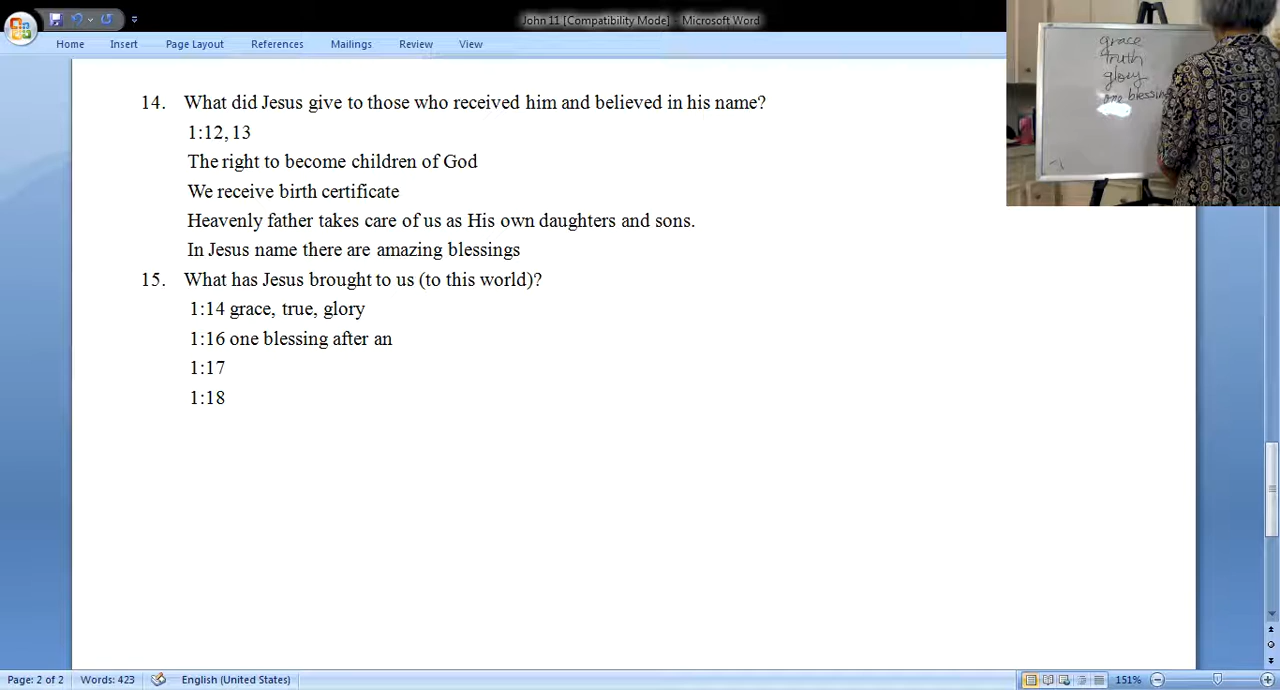 John 11 [Compatibility Mode] - Microsoft Word
Home Insert Page Layout References Mailings Review View
14. What did Jesus give to those who received him and believed in his name?
1:12, 13
The right to become children of God
We receive birth certificate
Heavenly father takes care of us as His own daughters and sons.
In Jesus name there are amazing blessings
15. What has Jesus brought to us (to this world)?
1:14 grace, true, glory
1:16 one blessing after an
1:17
1:18
grace
truth
glory
one blessing
Page: 2 of 2 Words: 423 English (United States) 151%